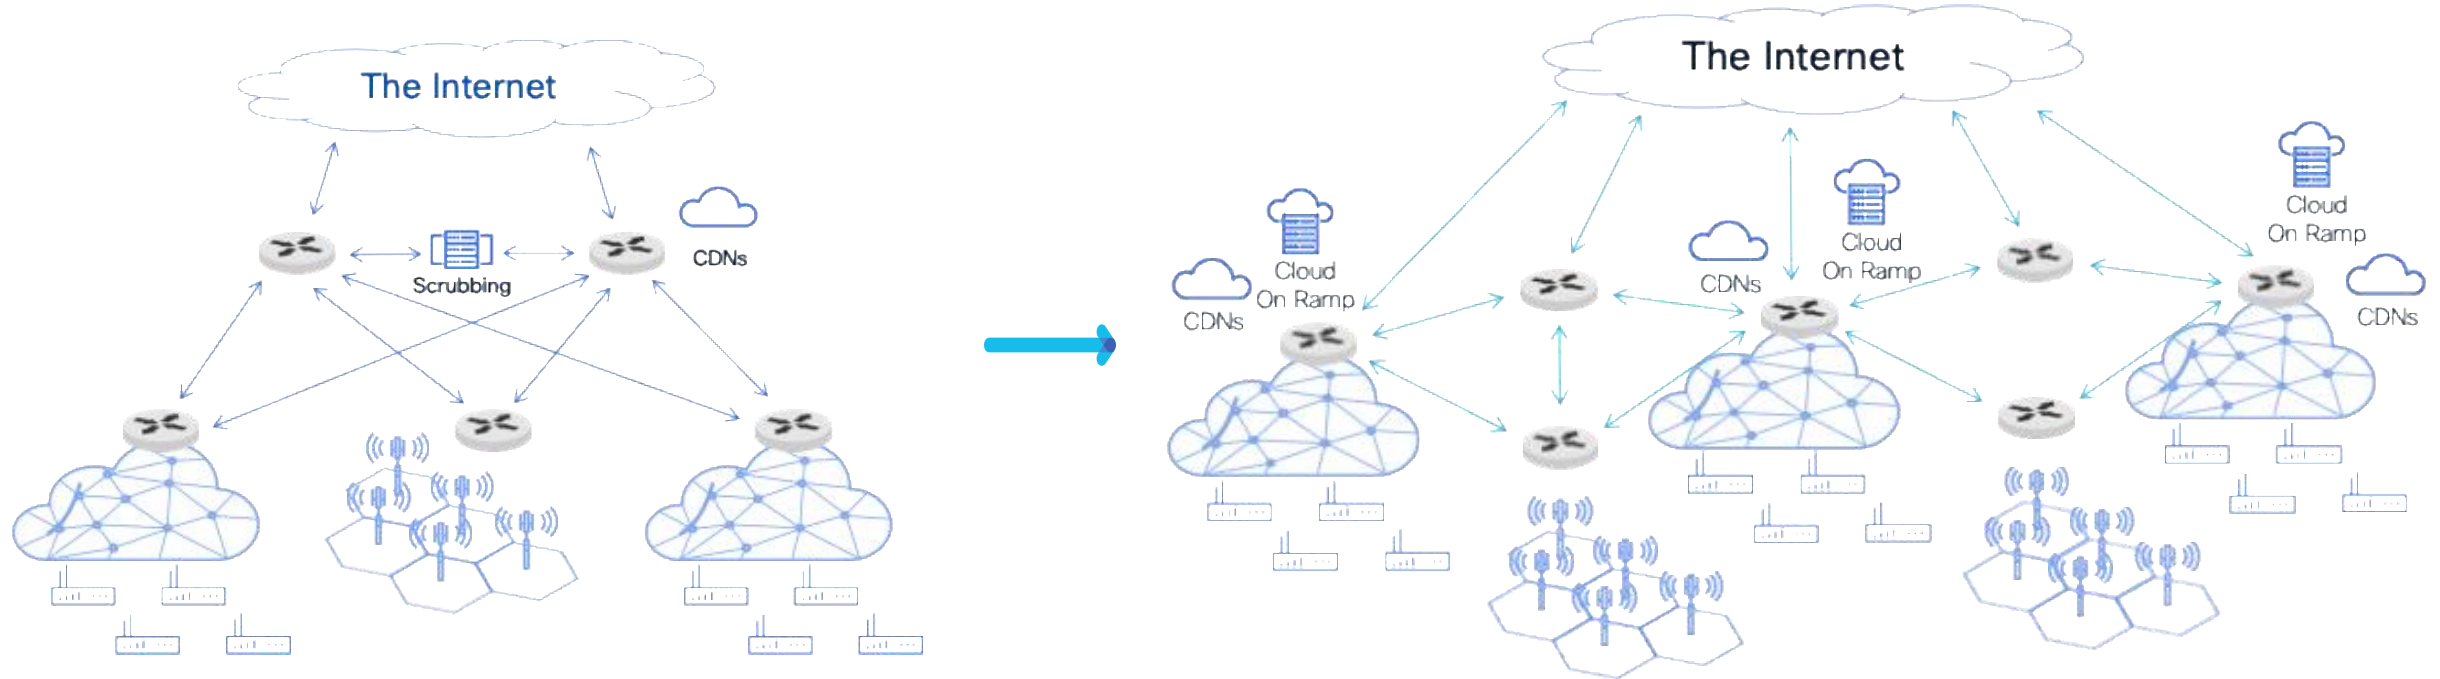 The Internet
CDNs
Scrubbing
The Internet
Cloud
On Ramp
CDNs
Cloud
On Ramp
CDNs
Cloud
On Ramp
CDNs